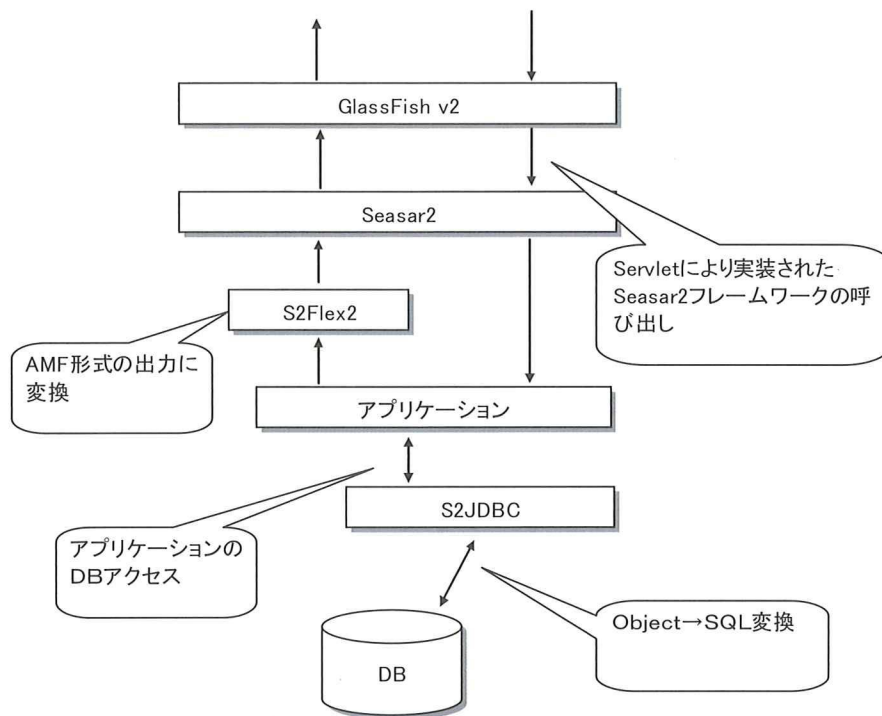 GlassFish v2
Seasar2
Servletにより実装された
Seasar2フレームワークの呼
び出し
S2Flex2
AMF形式の出力に
変換
アプリケーション
S2JDBC
アプリケーションの
DBアクセス
Object→SQL変換
DB